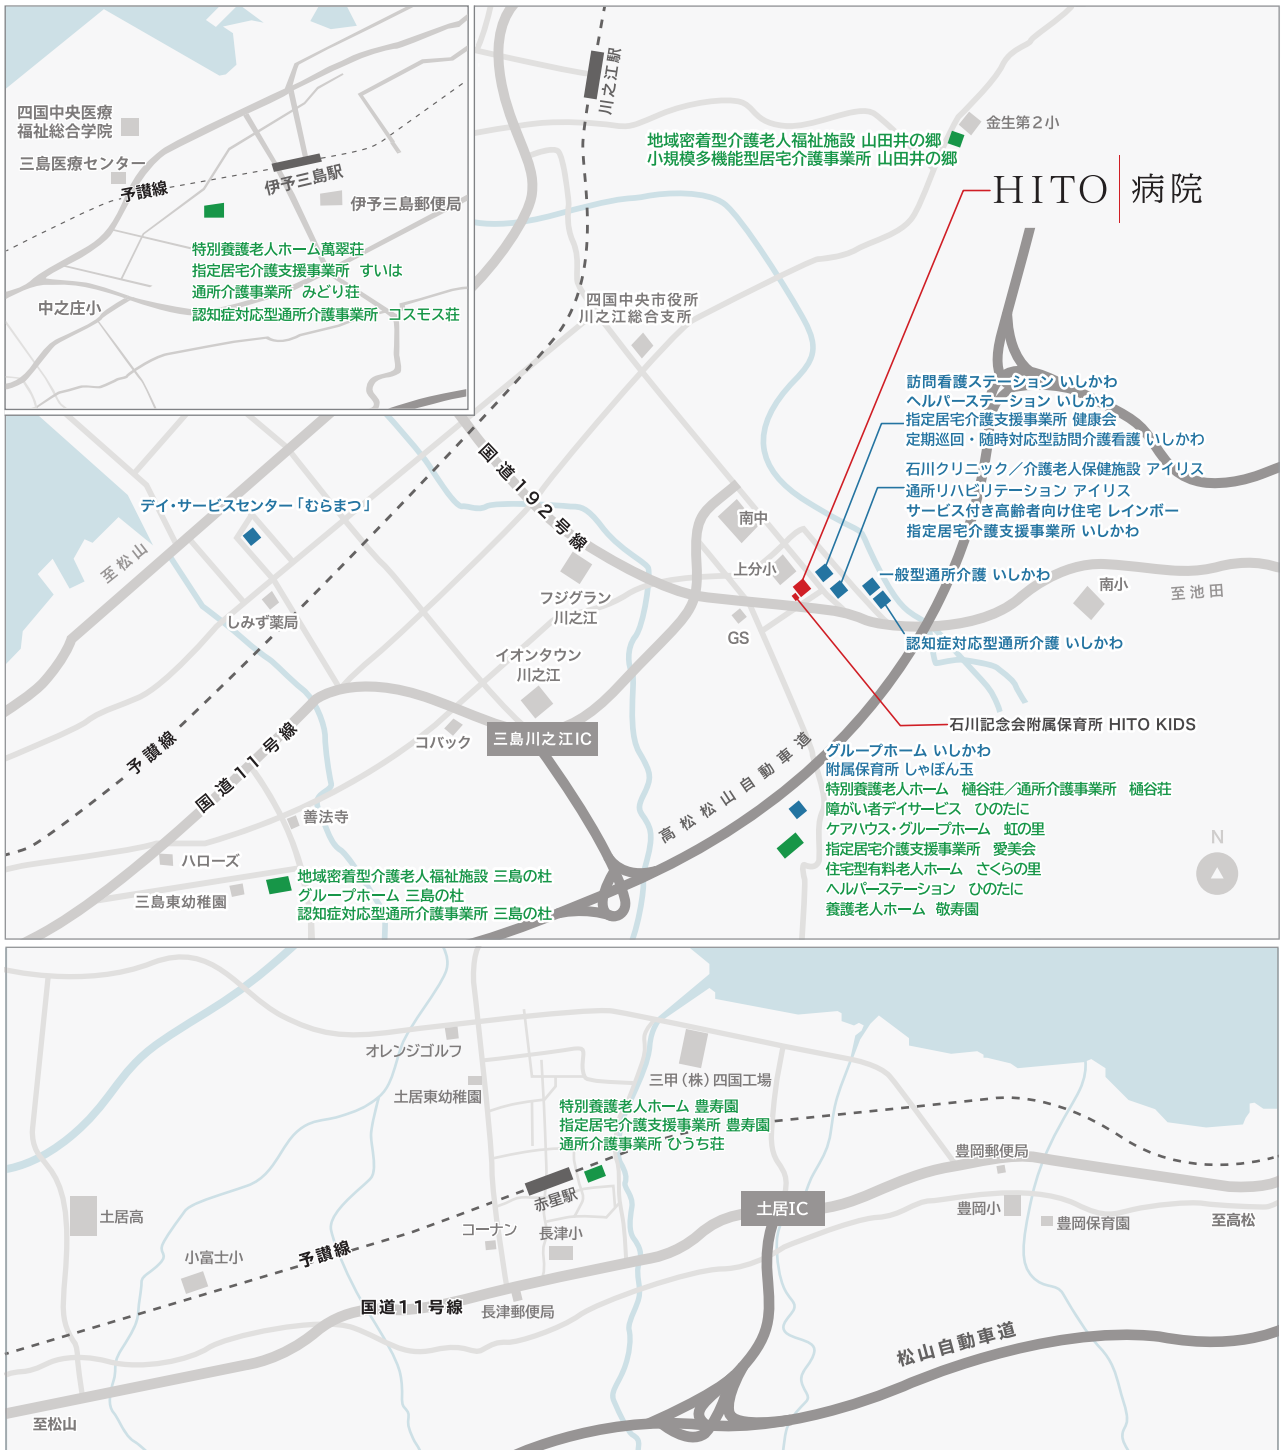 四国中央医療
福祉総合学院
三島医療センター
予讃線
伊予三島駅
伊予三島郵便局
特別養護老人ホーム萬翠荘
指定居宅介護支援事業所 すいは
通所介護事業所 みどり荘
認知症対応型通所介護事業所 コスモス荘
中之庄小
川之江駅
金生第2小
地域密着型介護老人福祉施設 山田井の郷
小規模多機能型居宅介護事業所 山田井の郷
HITO 病院
四国中央市役所
川之江総合支所
訪問看護ステーション いしかわ
ヘルパーステーション いしかわ
指定居宅介護支援事業所 健康会
定期巡回・随時対応型訪問介護看護 いしかわ
石川クリニック／介護老人保健施設 アイリス
通所リハビリテーション アイリス
サービス付き高齢者向け住宅 レインボー
指定居宅介護支援事業所 いしかわ
国道192号線
デイ・サービスセンター「むらまつ」
至松山
南中
上分小
一般型通所介護 いしかわ
南小
至池田
フジグラン
川之江
しみず薬局
GS
認知症対応型通所介護 いしかわ
イオンタウン
川之江
三島川之江IC
コバック
予讃線
国道11号線
石川記念会附属保育所 HITO KIDS
高松松山自動車道
グループホーム いしかわ
附属保育所 しゃぼん玉
特別養護老人ホーム 樋谷荘／通所介護事業所 樋谷荘
障がい者デイサービス ひのたに
ケアハウス・グループホーム 虹の里
指定居宅介護支援事業所 愛美会
住宅型有料老人ホーム さくらの里
ヘルパーステーション ひのたに
養護老人ホーム 敬寿園
N
善法寺
ハローズ
三島東幼稚園
地域密着型介護老人福祉施設 三島の杜
グループホーム 三島の杜
認知症対応型通所介護事業所 三島の杜
オレンジゴルフ
土居東幼稚園
三甲（株）四国工場
特別養護老人ホーム 豊寿園
指定居宅介護支援事業所 豊寿園
通所介護事業所 ひうち荘
赤星駅
豊岡郵便局
土居IC
豊岡小
豊岡保育園
至高松
土居高
小富士小
コーナン
長津小
予讃線
国道11号線
長津郵便局
松山自動車道
至松山